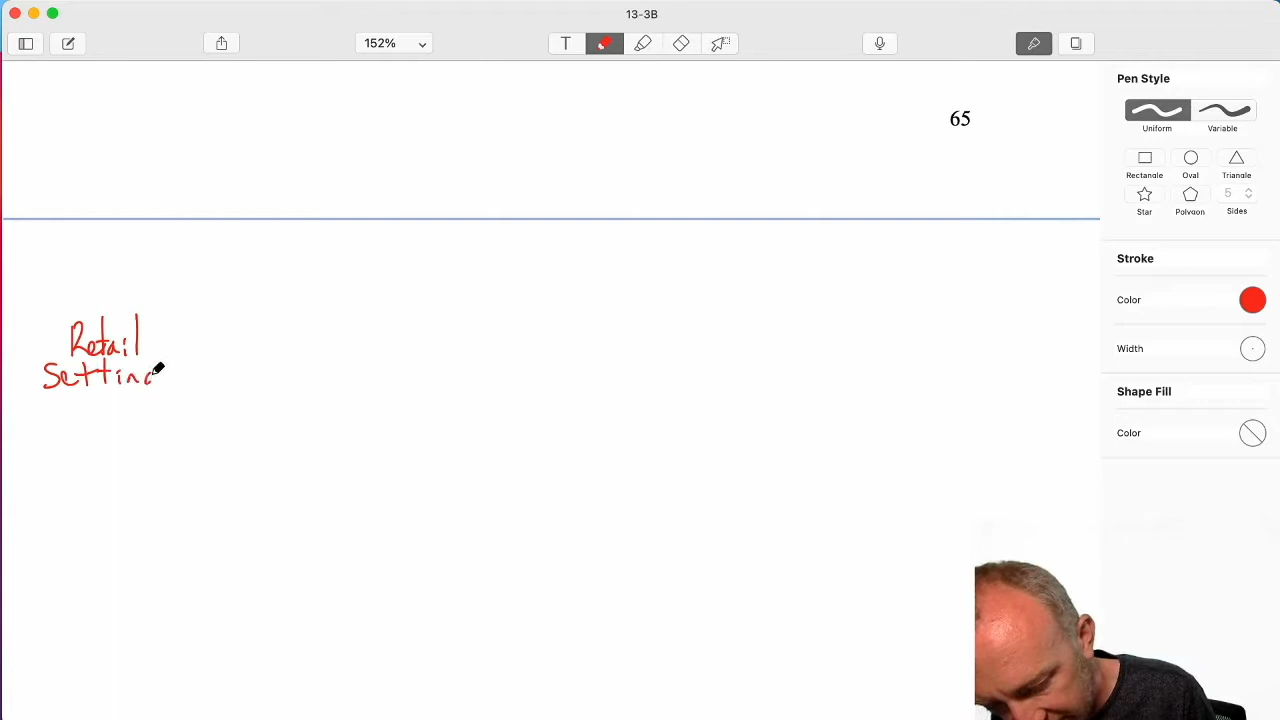 13-3B
152%
T
Pen Style
Uniform
Variable
Rectangle
Oval
Triangle
5
Star
Polygon
Sides
Stroke
Color
Width
Shape Fill
Color
65
Retail
Settinc